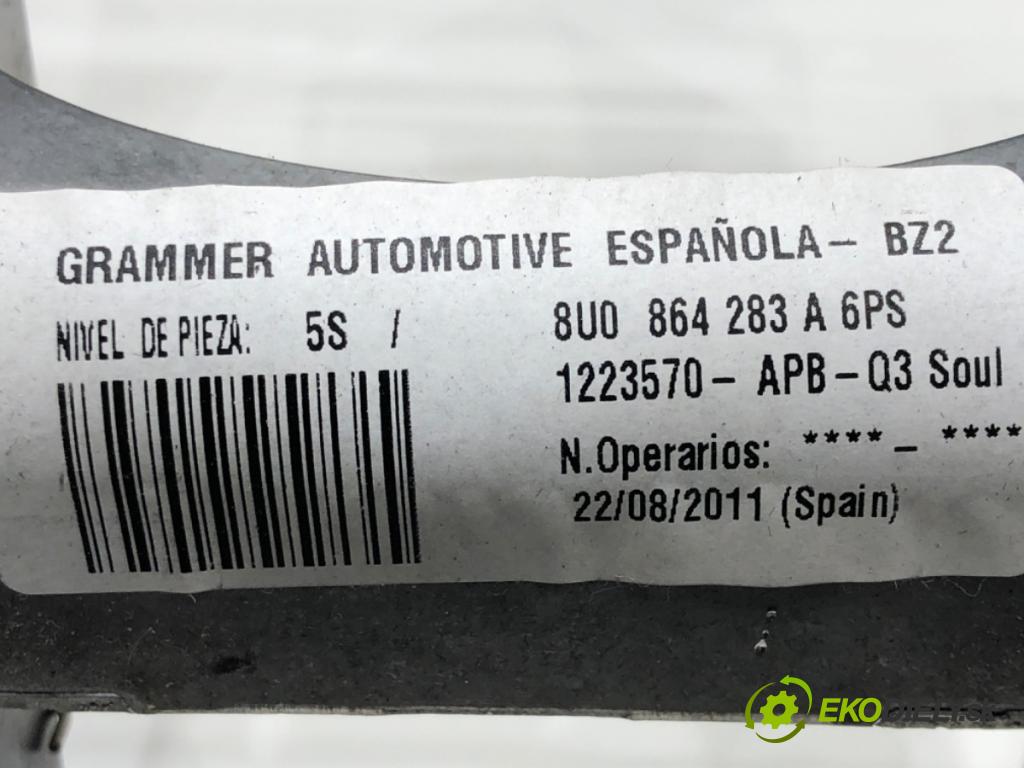 GRAMMER AUTOMOTIVE ESPAÑOLA- BZ2
NIVEL DE PIEZA: 5S /
8U0 864 283 A 6PS
1223570- APB-Q3 Soul
N.Operarios: **** - ****
22/08/2011 (Spain)